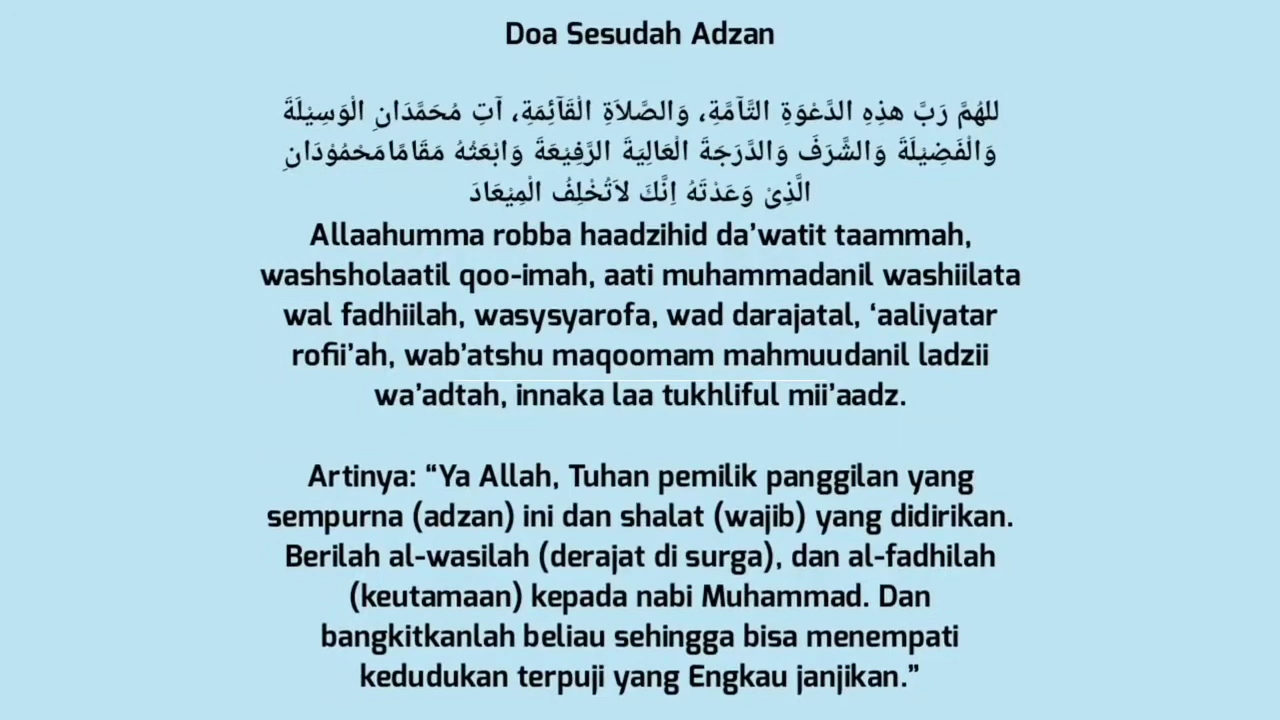 Doa Sesudah Adzan
للهُمَّ رَبَّ هذِهِ الدَّعْوَةِ التَّآمَّةِ، وَالصَّلاَةِ الْقَآئِمَةِ، آتِ مُحَمَّدَانِ الْوَسِيْلَةَ
وَالْفَضِيْلَةَ وَالشَّرَفَ وَالدَّرَجَةَ الْعَالِيَةَ الرَّفِيْعَةَ وَابْعَثْهُ مَقَامًامَحْمُوْدَانِ
الَّذِىْ وَعَدْتَهُ اِنَّكَ لاَتُخْلِفُ الْمِيْعَادَ
Allaahumma robba haadzihid da’watit taammah,
washsholaatil qoo-imah, aati muhammadanil washiilata
wal fadhiilah, wasysyarofa, wad darajatal, ‘aaliyatar
rofii’ah, wab’atshu maqoomam mahmuudanil ladzii
wa’adtah, innaka laa tukhliful mii’aadz.
Artinya: “Ya Allah, Tuhan pemilik panggilan yang
sempurna (adzan) ini dan shalat (wajib) yang didirikan.
Berilah al-wasilah (derajat di surga), dan al-fadhilah
(keutamaan) kepada nabi Muhammad. Dan
bangkitkanlah beliau sehingga bisa menempati
kedudukan terpuji yang Engkau janjikan.”